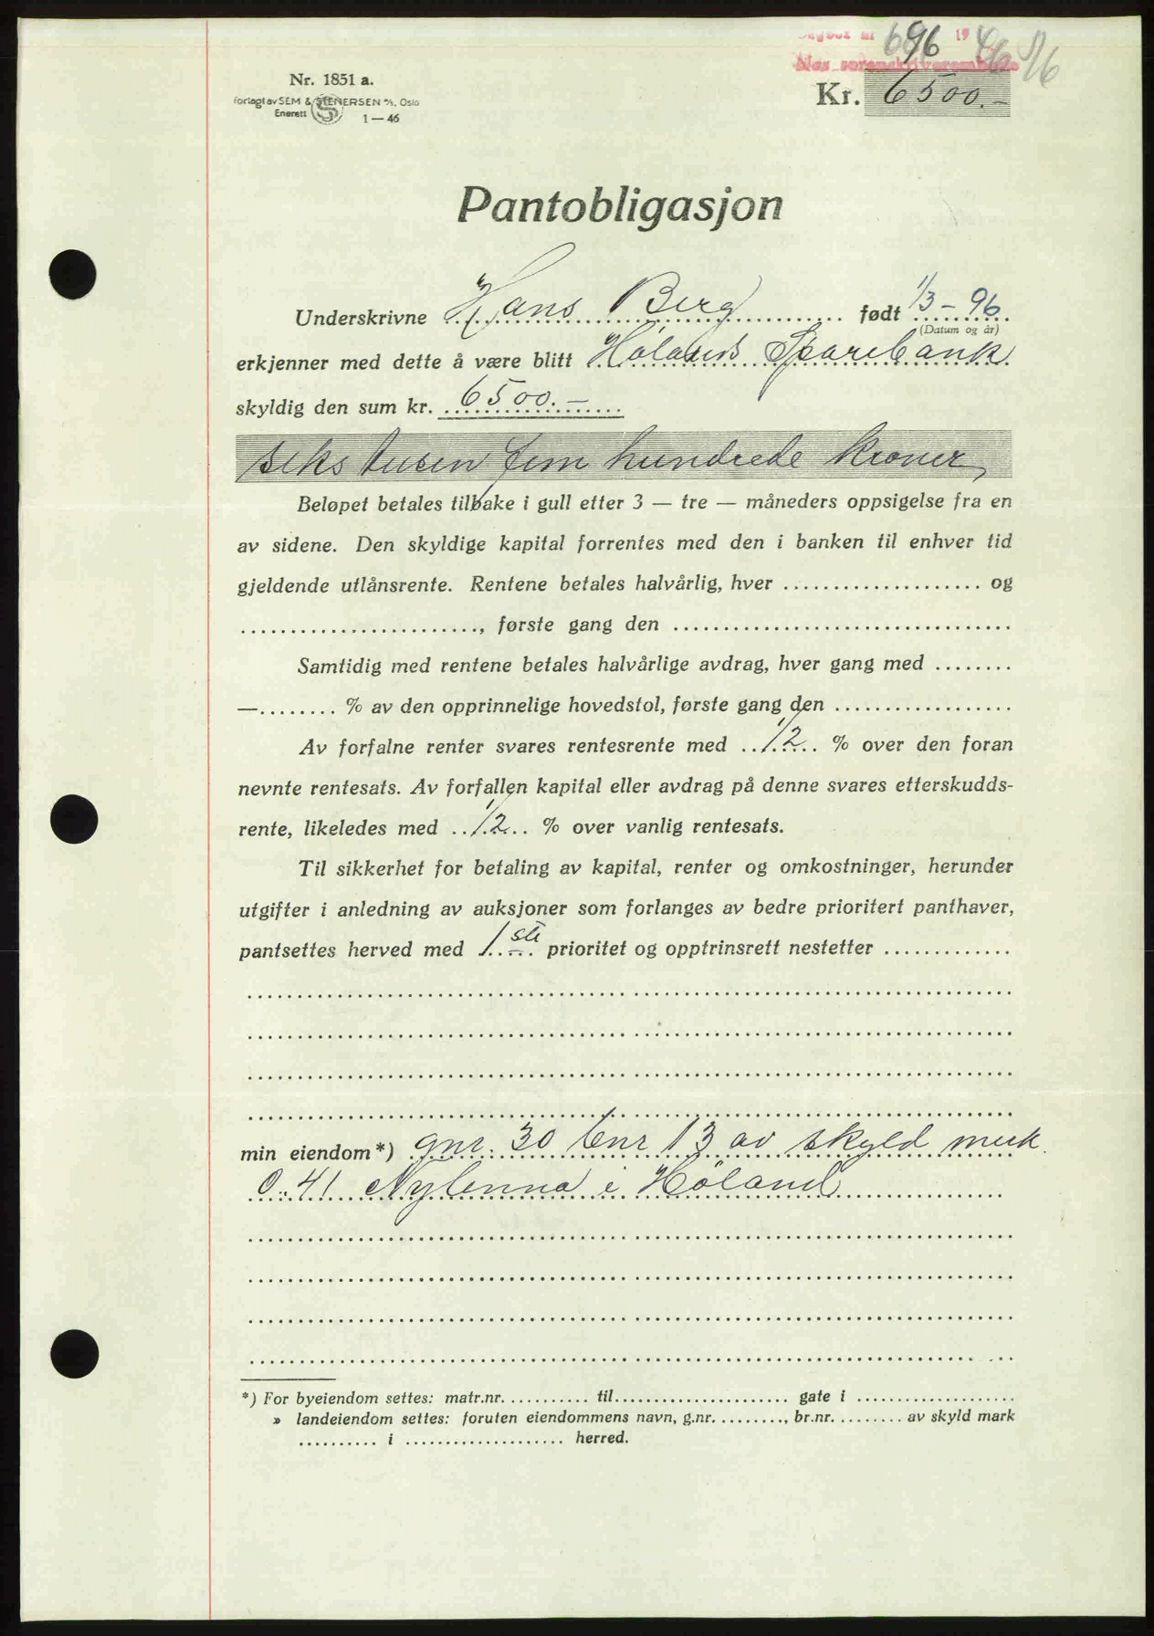 696 1946
Nes sorenskriverembede
Nr. 1851 a.
Forlagt av SEM & STENERSEN A/S, Oslo
Enerett
1 — 46
Kr. 6500.-
Pantobligasjon
Underskrivne Hans Berg født 1/3-96
(Datum og år)
erkjenner med dette å være blitt Hølands Sparebank
skyldig den sum kr. 6500.-
seks tusen fem hundrede kroner
Beløpet betales tilbake i gull etter 3 — tre — måneders oppsigelse fra en
av sidene. Den skyldige kapital forrentes med den i banken til enhver tid
gjeldende utlånsrente. Rentene betales halvårlig, hver .................... og
........................, første gang den ..................................
Samtidig med rentene betales halvårlige avdrag, hver gang med ........
—........ % av den opprinnelige hovedstol, første gang den ..................
Av forfalne renter svares rentesrente med 1/2 % over den foran
nevnte rentesats. Av forfallen kapital eller avdrag på denne svares etterskudds-
rente, likeledes med 1/2 % over vanlig rentesats.
Til sikkerhet for betaling av kapital, renter og omkostninger, herunder
utgifter i anledning av auksjoner som forlanges av bedre prioritert panthaver,
pantsettes herved med 1ste prioritet og opptrinsrett nestetter .............
min eiendom*) gnr. 30 bnr 13 av skyld mrk.
0.41 Nylenna i Høland
*) For byeiendom settes: matr.nr. ........... til...................... gate i ....................
» landeiendom settes: foruten eiendommens navn, g.nr. ........, br.nr. ........ av skyld mark
.......... i .................... herred.